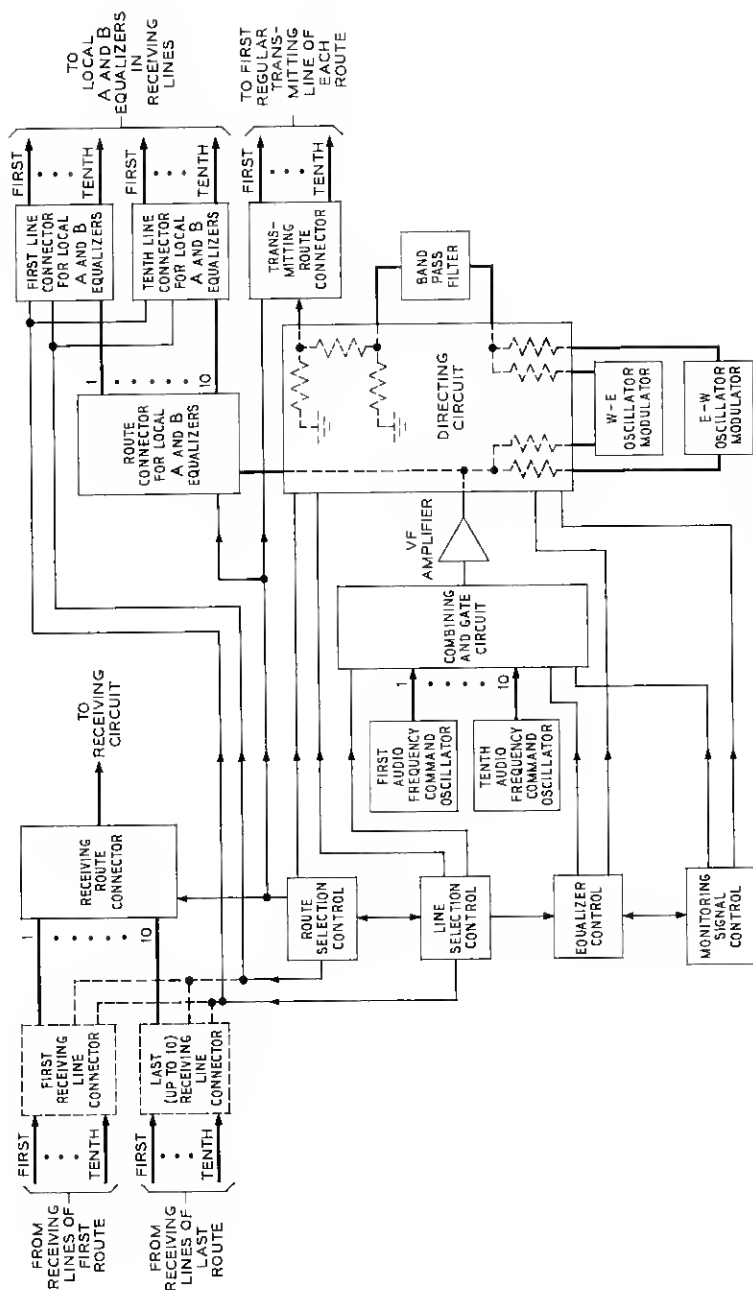 FROM
RECEIVING
LINES OF
FIRST
ROUTE
FIRST
TENTH
FIRST
RECEIVING
LINE
CONNECTOR
FROM
RECEIVING
LINES OF
LAST
ROUTE
FIRST
TENTH
LAST
(UP TO 10)
RECEIVING
LINE
CONNECTOR
1
10
RECEIVING
ROUTE
CONNECTOR
TO
RECEIVING
CIRCUIT
ROUTE
SELECTION
CONTROL
LINE
SELECTION
CONTROL
EQUALIZER
CONTROL
MONITORING
SIGNAL
CONTROL
FIRST
AUDIO
FREQUENCY
COMMAND
OSCILLATOR
TENTH
AUDIO
FREQUENCY
COMMAND
OSCILLATOR
1
10
COMBINING
AND GATE
CIRCUIT
VF
AMPLIFIER
DIRECTING
CIRCUIT
BAND
PASS
FILTER
W-E
OSCILLATOR
MODULATOR
E-W
OSCILLATOR
MODULATOR
ROUTE
CONNECTOR
FOR LOCAL
A AND B
EQUALIZERS
1
10
FIRST LINE
CONNECTOR
FOR LOCAL
A AND B
EQUALIZERS
FIRST
TENTH
TENTH LINE
CONNECTOR
FOR LOCAL
A AND B
EQUALIZERS
FIRST
TENTH
TO
LOCAL
A AND B
EQUALIZERS
IN
RECEIVING
LINES
TRANS-
MITTING
ROUTE
CONNECTOR
FIRST
TENTH
TO FIRST
REGULAR
TRANS-
MITTING
LINE OF
EACH
ROUTE